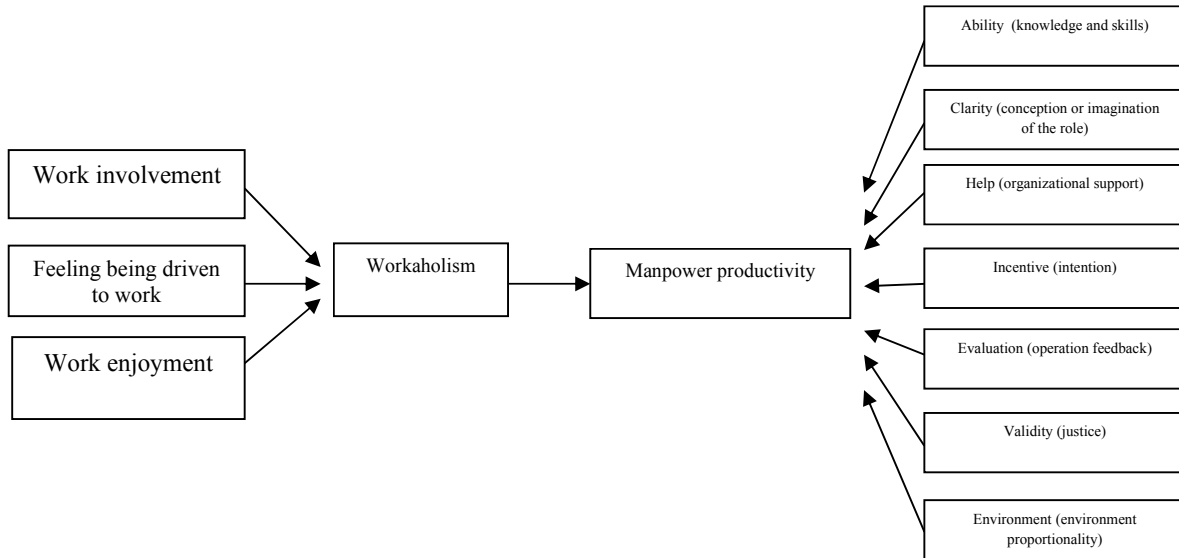 Work involvement
Feeling being driven
to work
Work enjoyment
Workaholism
Manpower productivity
Ability (knowledge and skills)
Clarity (conception or imagination
of the role)
Help (organizational support)
Incentive (intention)
Evaluation (operation feedback)
Validity (justice)
Environment (environment
proportionality)